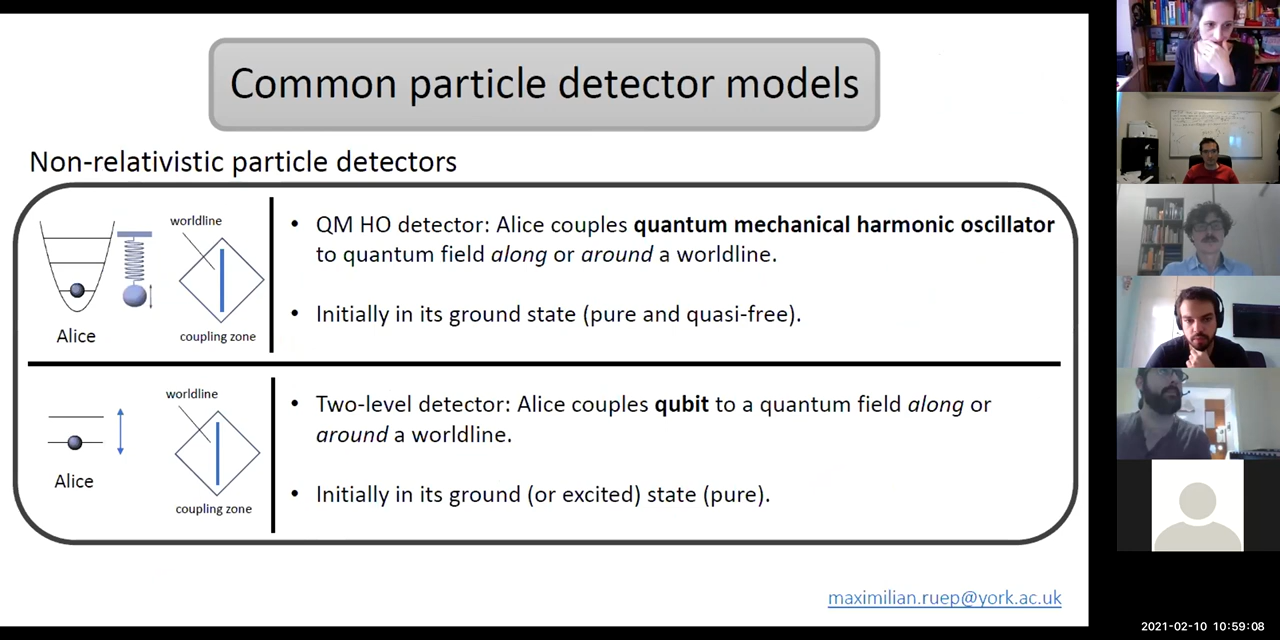 Common particle detector models
Non-relativistic particle detectors
worldline
Alice
coupling zone
• QM HO detector: Alice couples quantum mechanical harmonic oscillator
to quantum field along or around a worldline.
• Initially in its ground state (pure and quasi-free).
worldline
Alice
coupling zone
• Two-level detector: Alice couples qubit to a quantum field along or
around a worldline.
• Initially in its ground (or excited) state (pure).
maximilian.ruep@york.ac.uk
2021-02-10 10:59:08